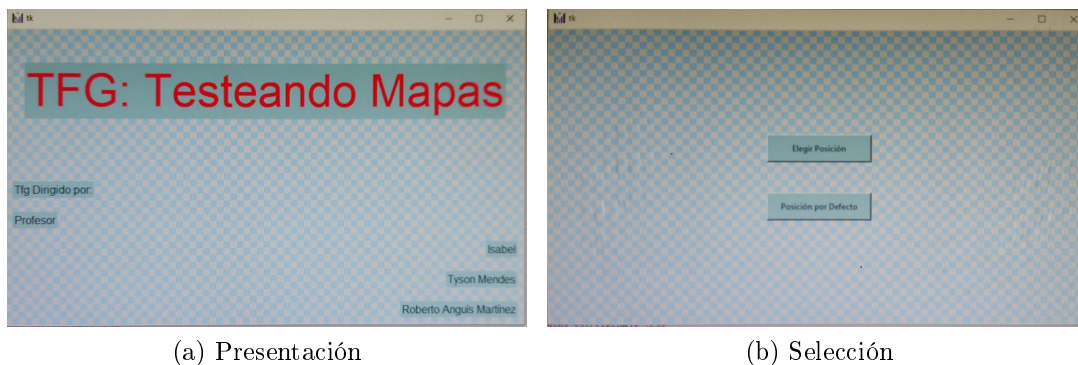 tk
TFG: Testeando Mapas
Tfg Dirigido por:
Profesor
Isabel
Tyson Mendes
Roberto Anguis Martínez
(a) Presentación
tk
Elegir Posición
Posición por Defecto
(b) Selección